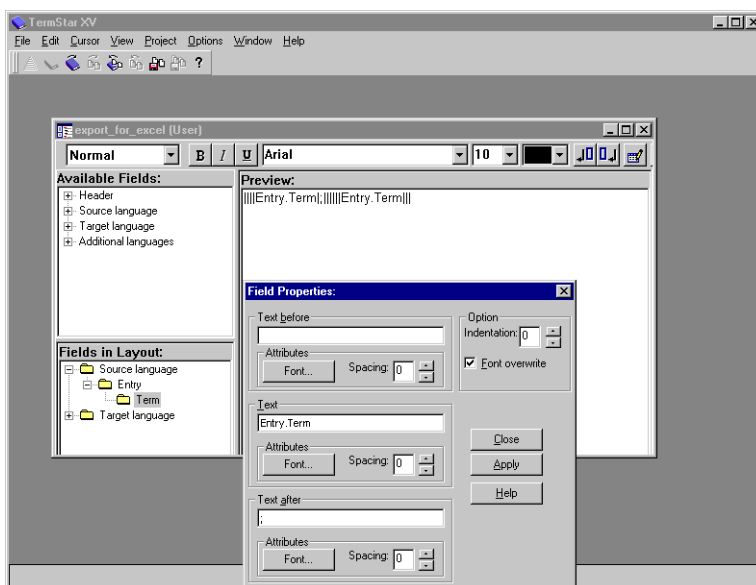 TermStar XV
File Edit Cursor View Project Options Window Help
?
export_for_excel (User)
Normal B I U Arial 10
Available Fields:
Header
Source language
Target language
Additional languages
Preview:
||||Entry.Term|;||||||Entry.Term|||
Fields in Layout:
Source language
Entry
Term
Target language
Field Properties:
Text before
Attributes
Font... Spacing: 0
Option
Indentation: 0
Font overwrite
Text
Entry.Term
Attributes
Font... Spacing: 0
Close
Apply
Help
Text after
;
Attributes
Font... Spacing: 0